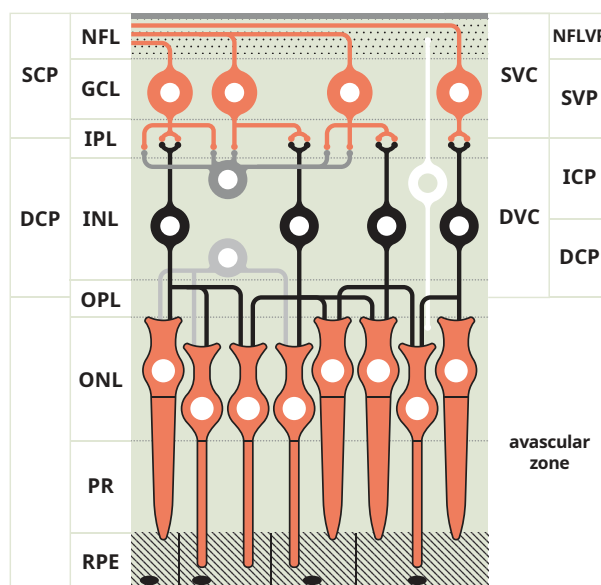 SCP
DCP
NFL
GCL
IPL
INL
OPL
ONL
PR
RPE
SVC
DVC
NFLVP
SVP
ICP
DCP
avascular
zone